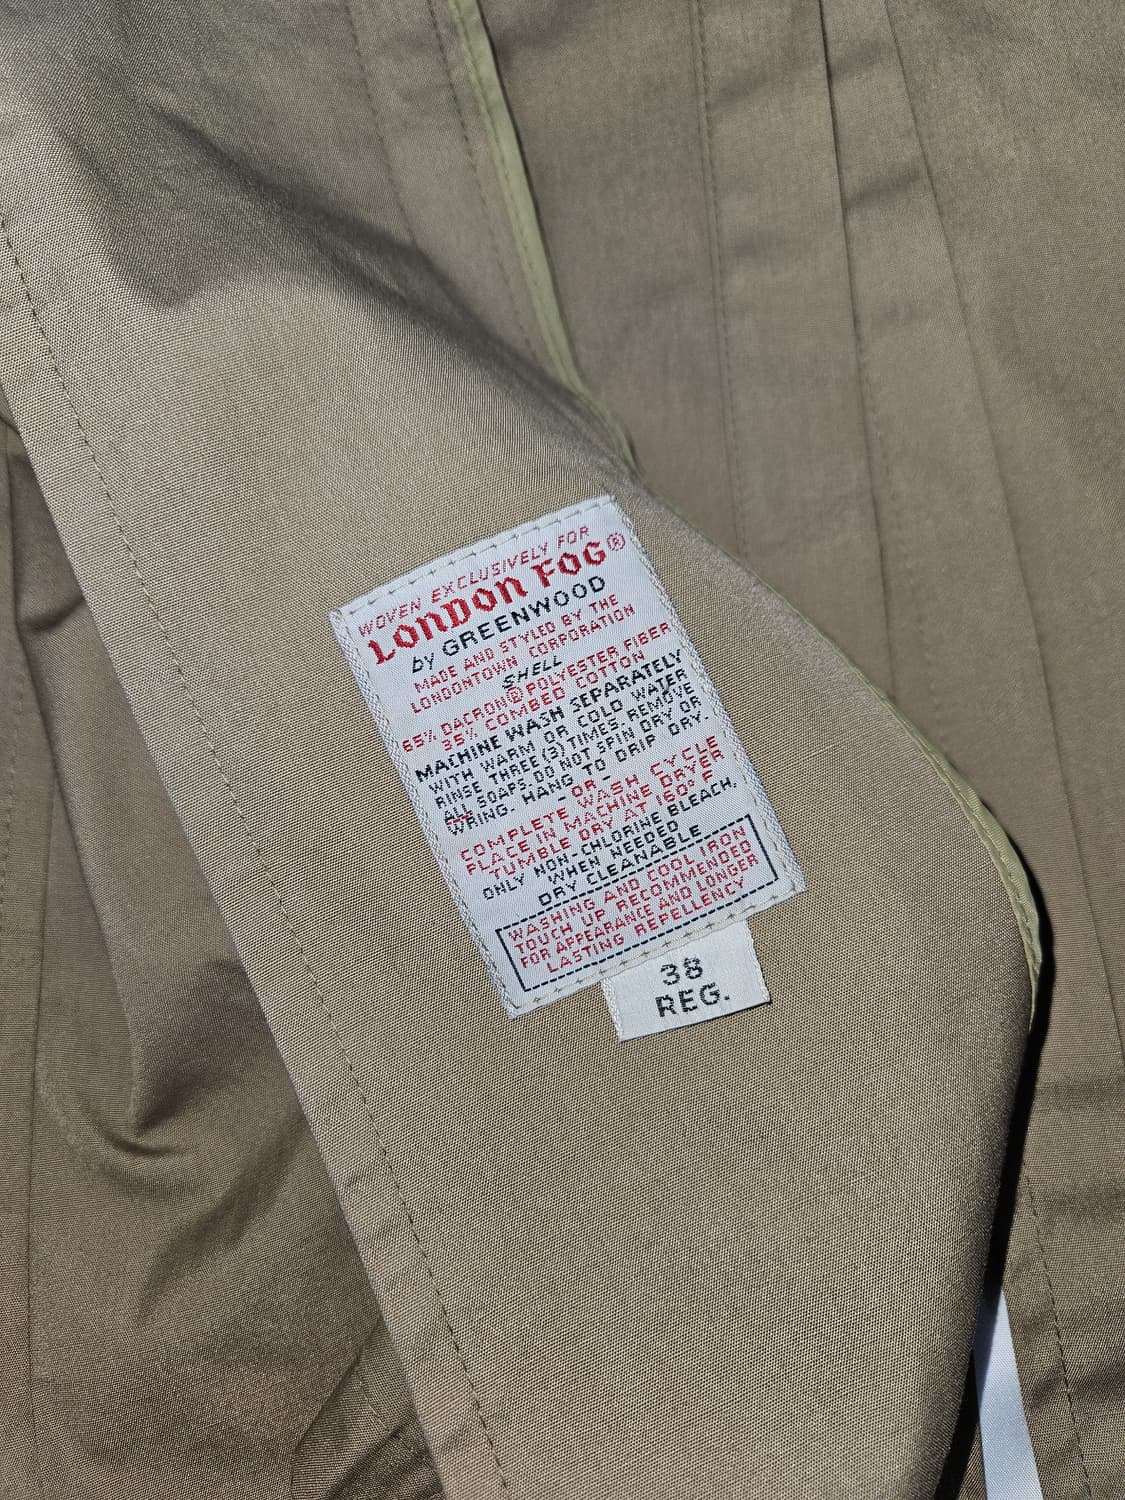 WOVEN EXCLUSIVELY FOR
LONDON FOG®
by GREENWOOD
MADE AND STYLED BY THE
LONDONTOWN CORPORATION
SHELL
65% DACRON® POLYESTER FIBER
35% COMBED COTTON
MACHINE WASH SEPARATELY
WITH WARM OR COLD WATER
RINSE THREE (3) TIMES. REMOVE
ALL SOAPS. DO NOT SPIN DRY OR
WRING. HANG TO DRIP DRY.
- OR -
COMPLETE WASH CYCLE
PLACE IN MACHINE DRYER
TUMBLE DRY AT 160° F
ONLY NON-CHLORINE BLEACH,
WHEN NEEDED
DRY CLEANABLE
WASHING AND COOL IRON
TOUCH UP RECOMMENDED
FOR APPEARANCE AND LONGER
LASTING REPELLENCY
38
REG.